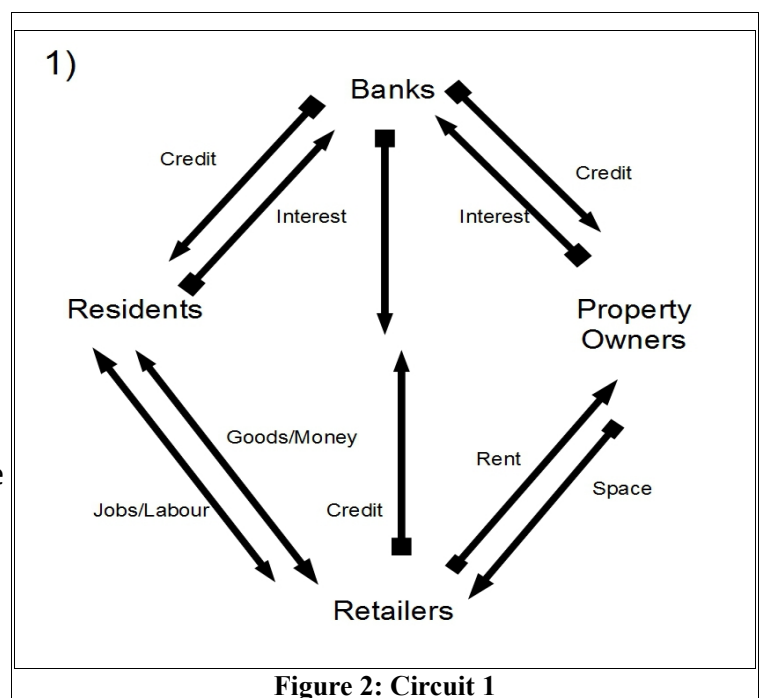 1)
Banks
Credit
Credit
Interest
Interest
Residents
Property
Owners
Goods/Money
Rent
Space
Jobs/Labour
Credit
Retailers
e
Figure 2: Circuit 1